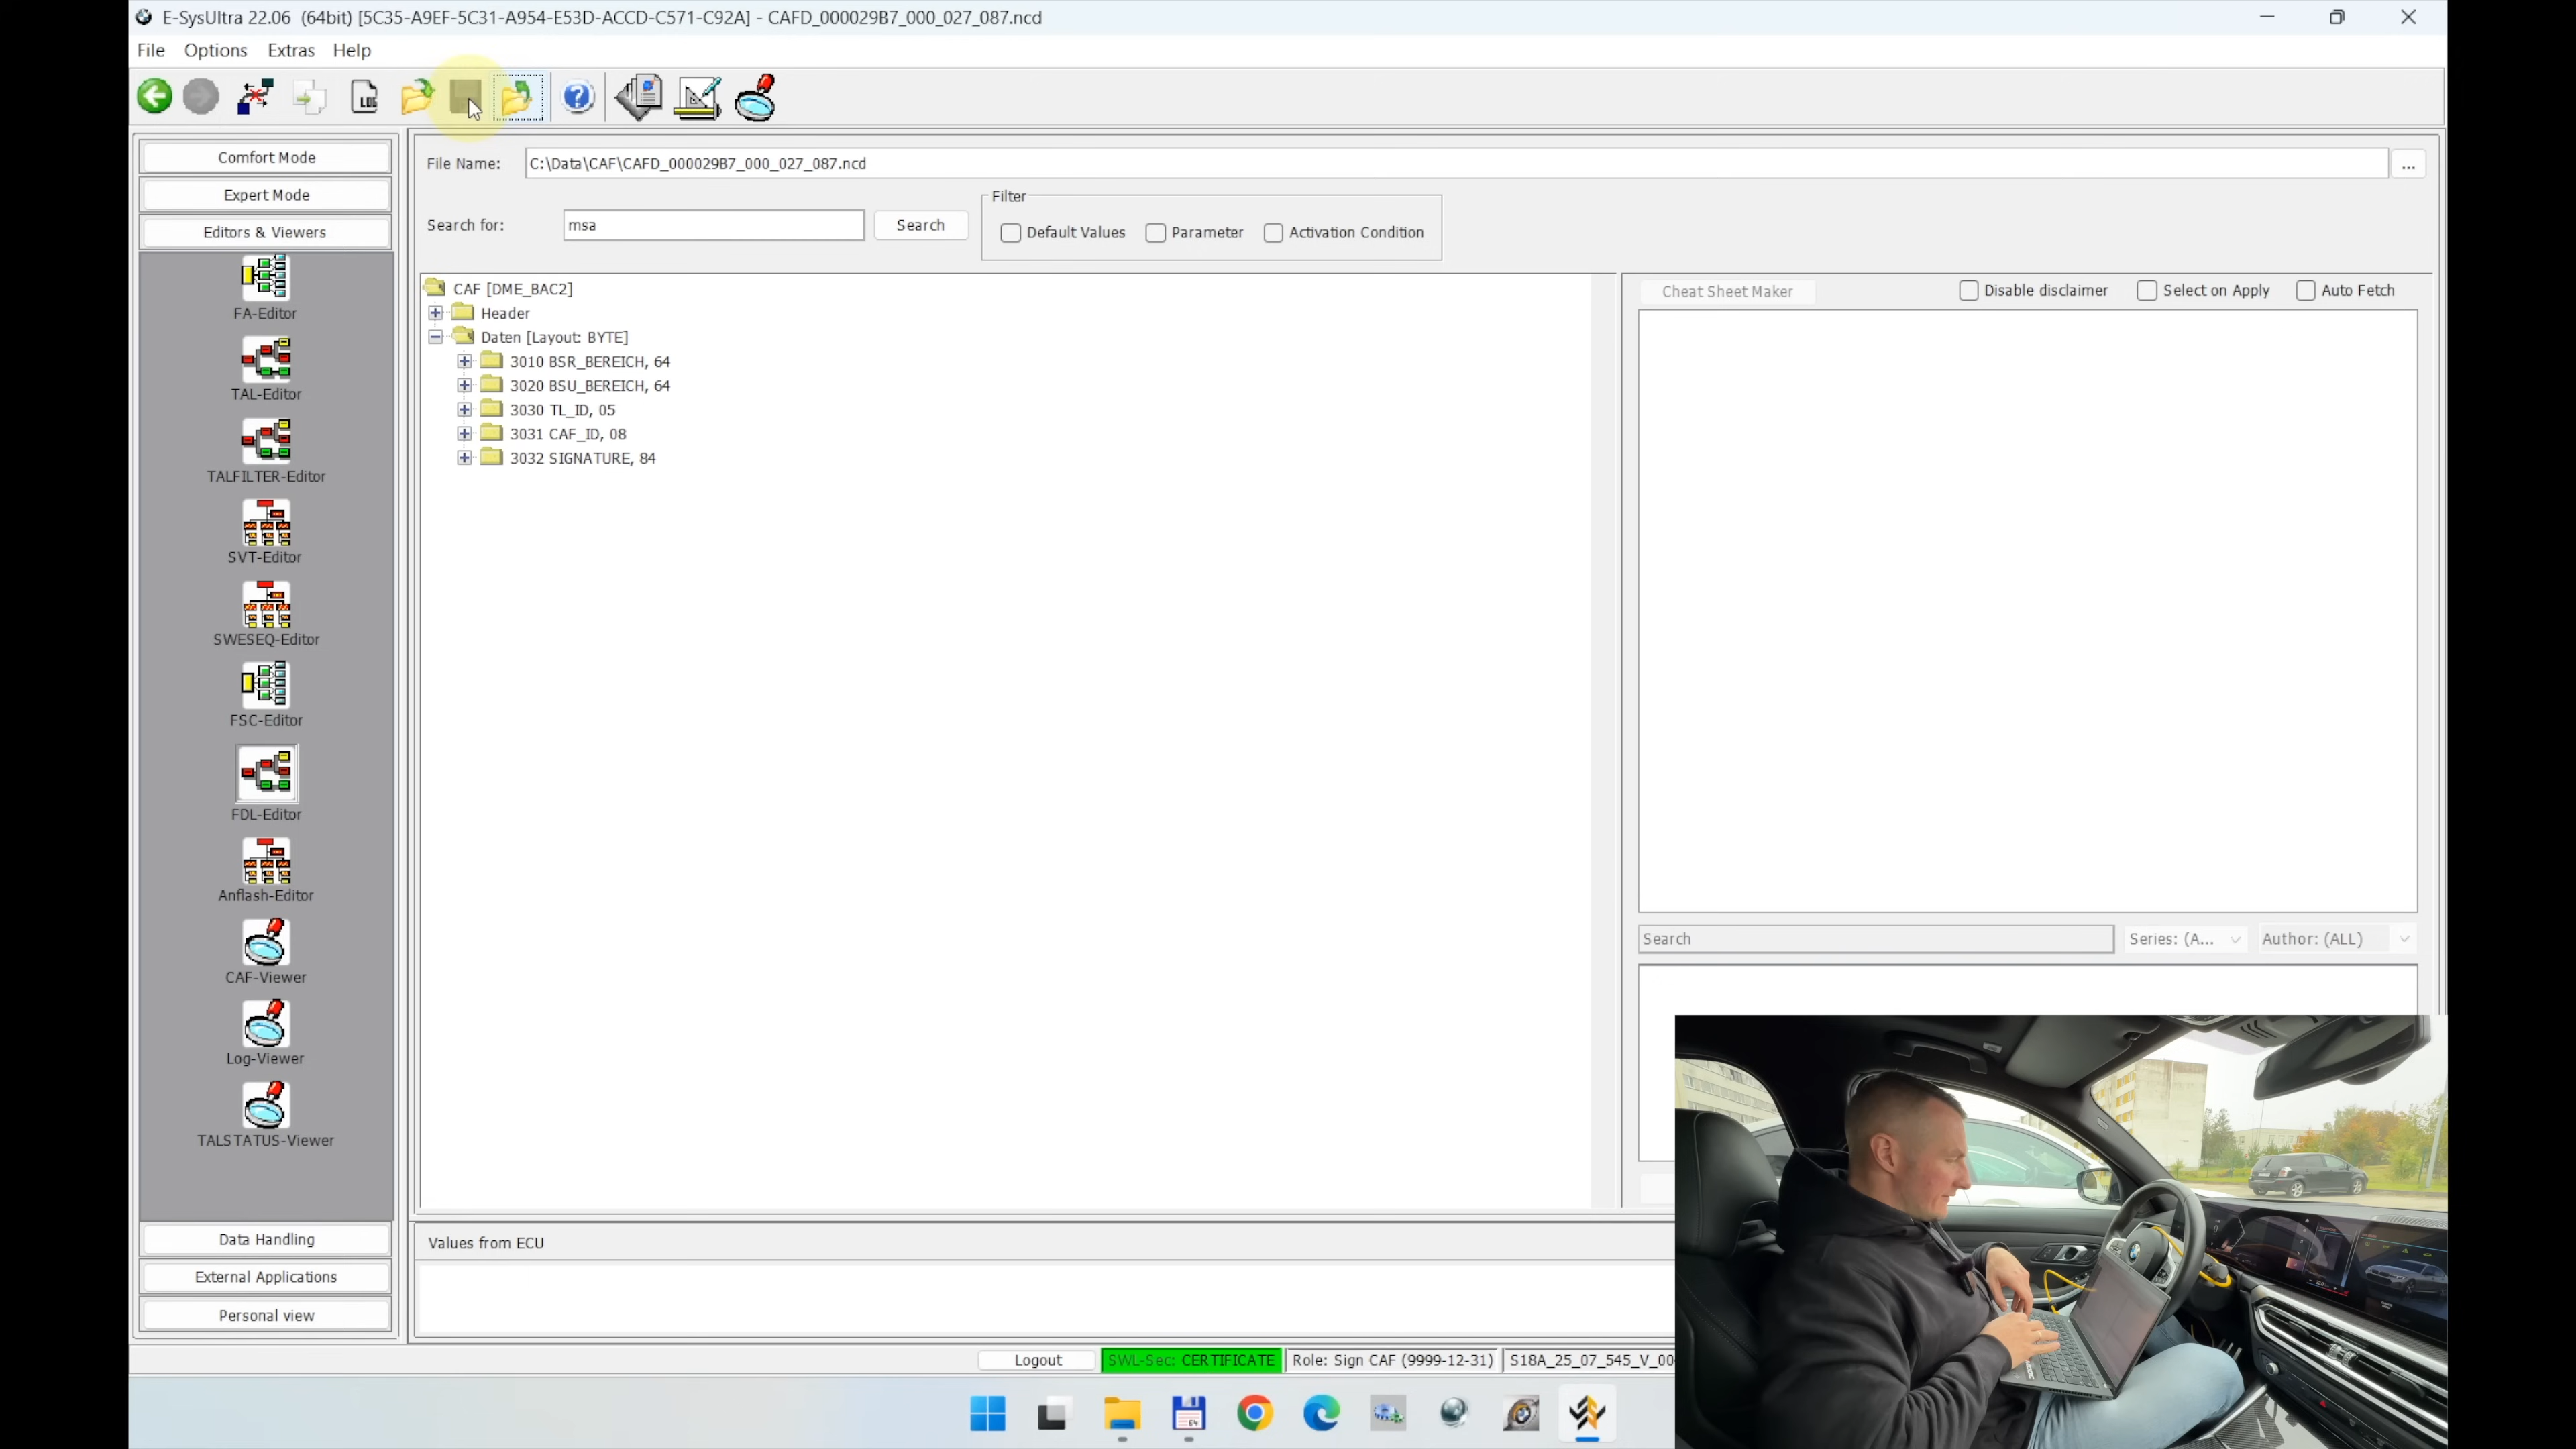 E-SysUltra 22.06 (64bit) [5C35-A9EF-5C31-A954-E53D-ACCD-C571-C92A] - CAFD_000029B7_000_027_087.ncd
File Options Extras Help
LOG
Comfort Mode
Expert Mode
Editors & Viewers
FA-Editor
TAL-Editor
TALFILTER-Editor
SVT-Editor
SWESEQ-Editor
FSC-Editor
FDL-Editor
Anflash-Editor
CAF-Viewer
Log-Viewer
TALSTATUS-Viewer
Data Handling
External Applications
Personal view
File Name: C:\Data\CAF\CAFD_000029B7_000_027_087.ncd ...
Search for: msa Search
Filter
Default Values Parameter Activation Condition
CAF [DME_BAC2]
Header
Daten [Layout: BYTE]
3010 BSR_BEREICH, 64
3020 BSU_BEREICH, 64
3030 TL_ID, 05
3031 CAF_ID, 08
3032 SIGNATURE, 84
Cheat Sheet Maker Disable disclaimer Select on Apply Auto Fetch
Search Series: (A... Author: (ALL)
Values from ECU
Logout SWL-Sec: CERTIFICATE Role: Sign CAF (9999-12-31) S18A_25_07_545_V_00
64